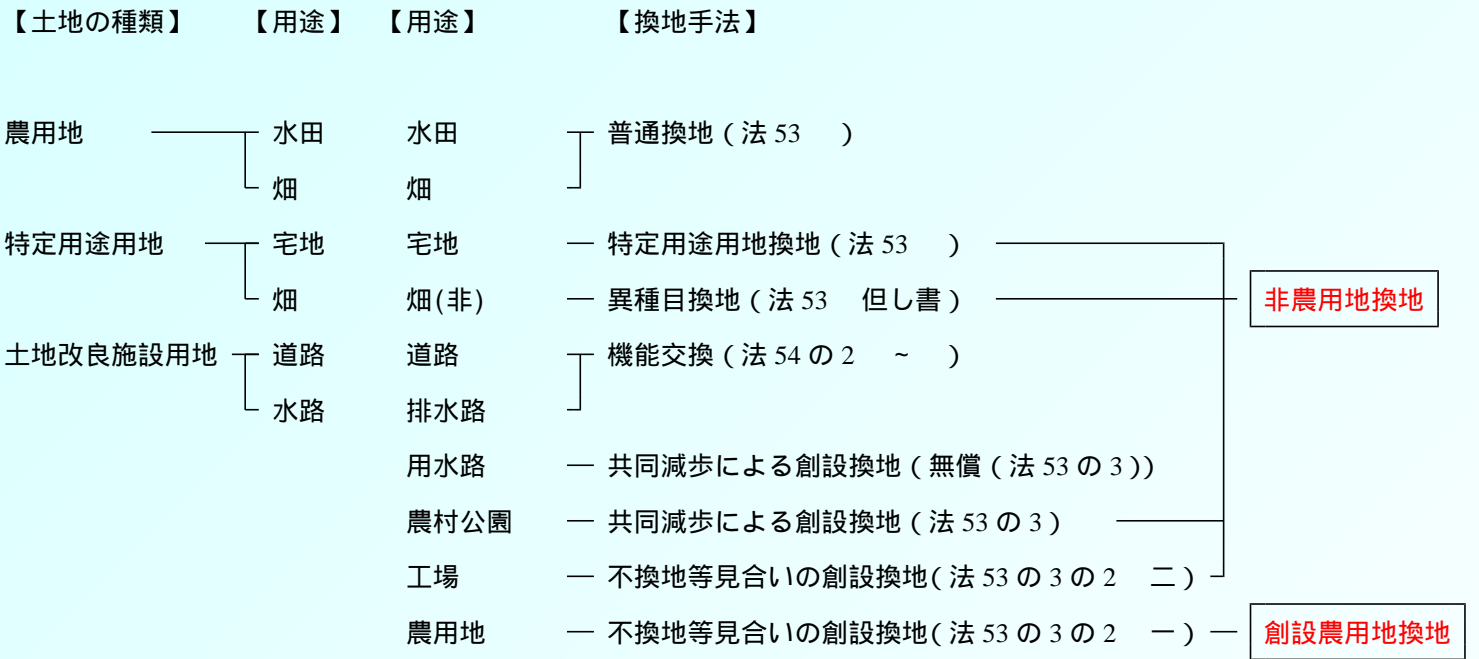 【土地の種類】 【用途】 【用途】 【換地手法】
農用地 水田 水田 普通換地(法53 )
畑 畑
特定用途用地 宅地 宅地 特定用途用地換地(法53 )
畑 畑(非) 異種目換地(法53 但し書) 非農用地換地
土地改良施設用地 道路 道路 機能交換(法54の2 ~ )
水路 排水路
用水路 共同減歩による創設換地(無償(法53の3))
農村公園 共同減歩による創設換地(法53の3)
工場 不換地等見合いの創設換地(法53の3の2 二)
農用地 不換地等見合いの創設換地(法53の3の2 一) 創設農用地換地